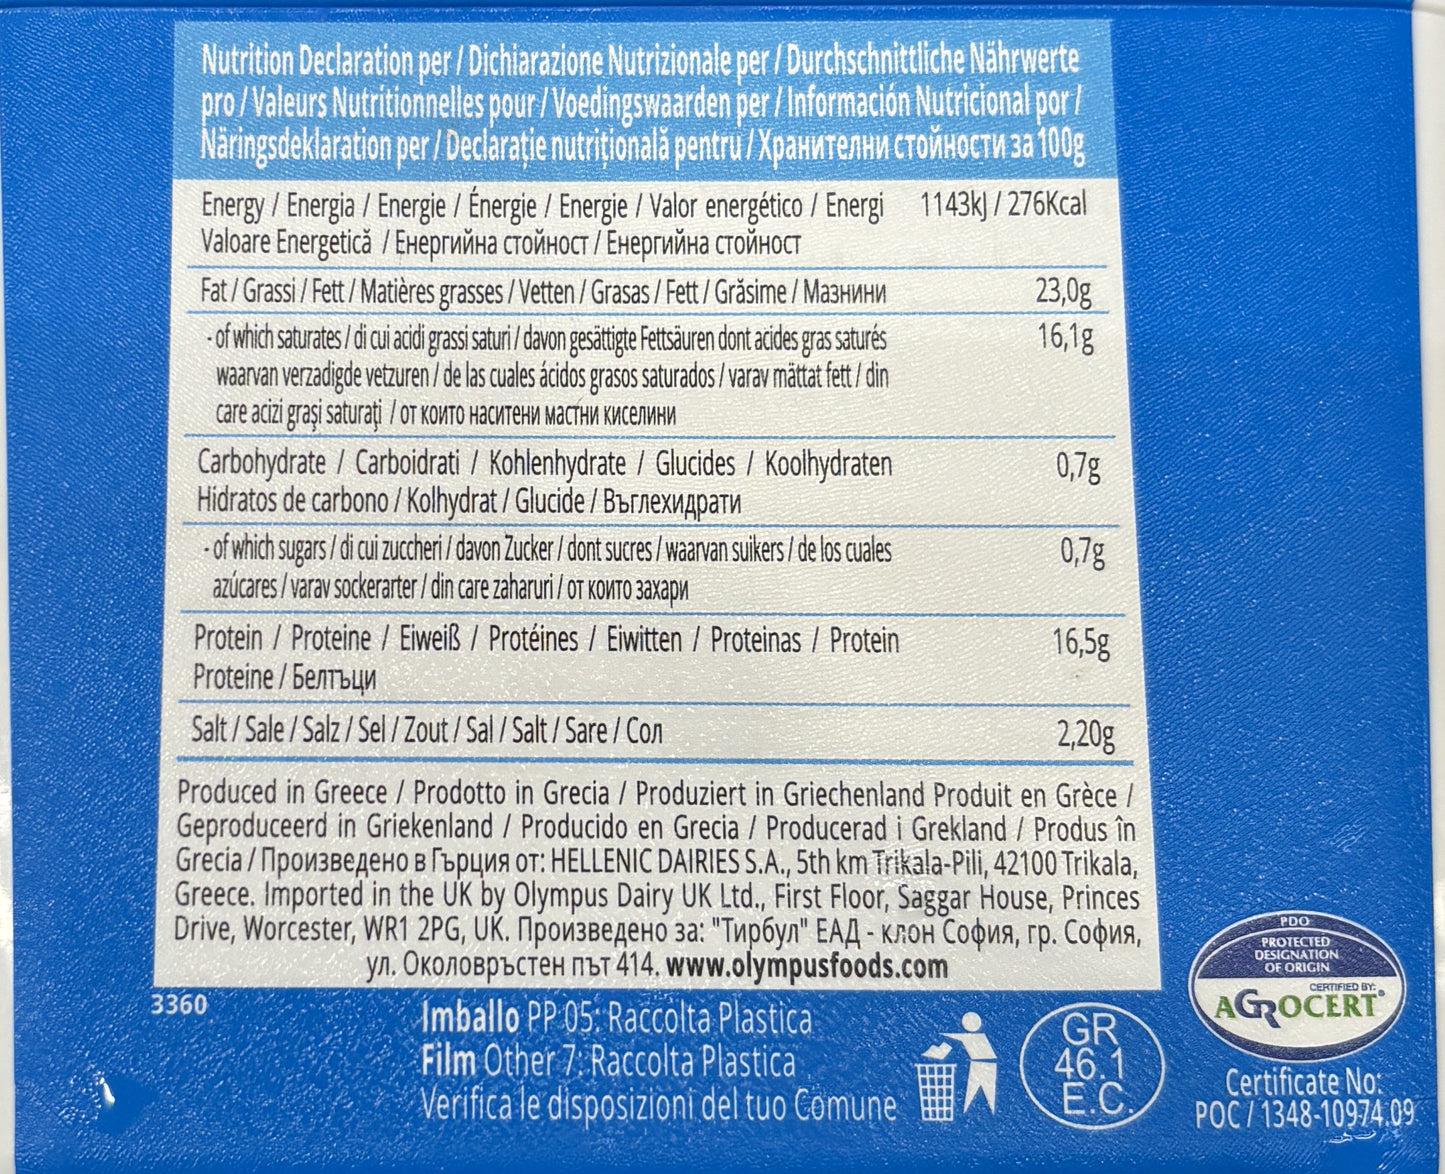 Nutrition Declaration per / Dichiarazione Nutrizionale per / Durchschnittliche Nährwerte
pro / Valeurs Nutritionnelles pour / Voedingswaarden per / Información Nutricional por /
Näringsdeklaration per / Declarație nutrițională pentru / Хранителни стойности за 100g
Energy / Energia / Energie / Énergie / Energie / Valor energético / Energi 1143kJ / 276Kcal
Valoare Energetică / Енергийна стойност / Енергийна стойност
Fat / Grassi / Fett / Matières grasses / Vetten / Grasas / Fett / Grăsime / Мазнини 23,0g
- of which saturates / di cui acidi grassi saturi / davon gesättigte Fettsäuren dont acides gras saturés 16,1g
waarvan verzadigde vetzuren / de las cuales ácidos grasos saturados / varav mättat fett / din
care acizi grași saturați / от които наситени мастни киселини
Carbohydrate / Carboidrati / Kohlenhydrate / Glucides / Koolhydraten 0,7g
Hidratos de carbono / Kolhydrat / Glucide / Въглехидрати
- of which sugars / di cui zuccheri / davon Zucker / dont sucres / waarvan suikers / de los cuales 0,7g
azúcares / varav sockerarter / din care zaharuri / от които захари
Protein / Proteine / Eiweiß / Protéines / Eiwitten / Proteinas / Protein 16,5g
Proteine / Белтъци
Salt / Sale / Salz / Sel / Zout / Sal / Salt / Sare / Сол 2,20g
Produced in Greece / Prodotto in Grecia / Produziert in Griechenland Produit en Grèce /
Geproduceerd in Griekenland / Producido en Grecia / Producerad i Grekland / Produs în
Grecia / Произведено в Гърция от: HELLENIC DAIRIES S.A., 5th km Trikala-Pili, 42100 Trikala,
Greece. Imported in the UK by Olympus Dairy UK Ltd., First Floor, Saggar House, Princes
Drive, Worcester, WR1 2PG, UK. Произведено за: "Тирбул" ЕАД - клон София, гр. София,
ул. Околовръстен път 414. www.olympusfoods.com
3360
Imballo PP 05: Raccolta Plastica
Film Other 7: Raccolta Plastica
Verifica le disposizioni del tuo Comune
GR
46.1
E.C.
PDO
PROTECTED
DESIGNATION
OF ORIGIN
CERTIFIED BY:
AGROCERT®
Certificate No:
POC / 1348-10974.09